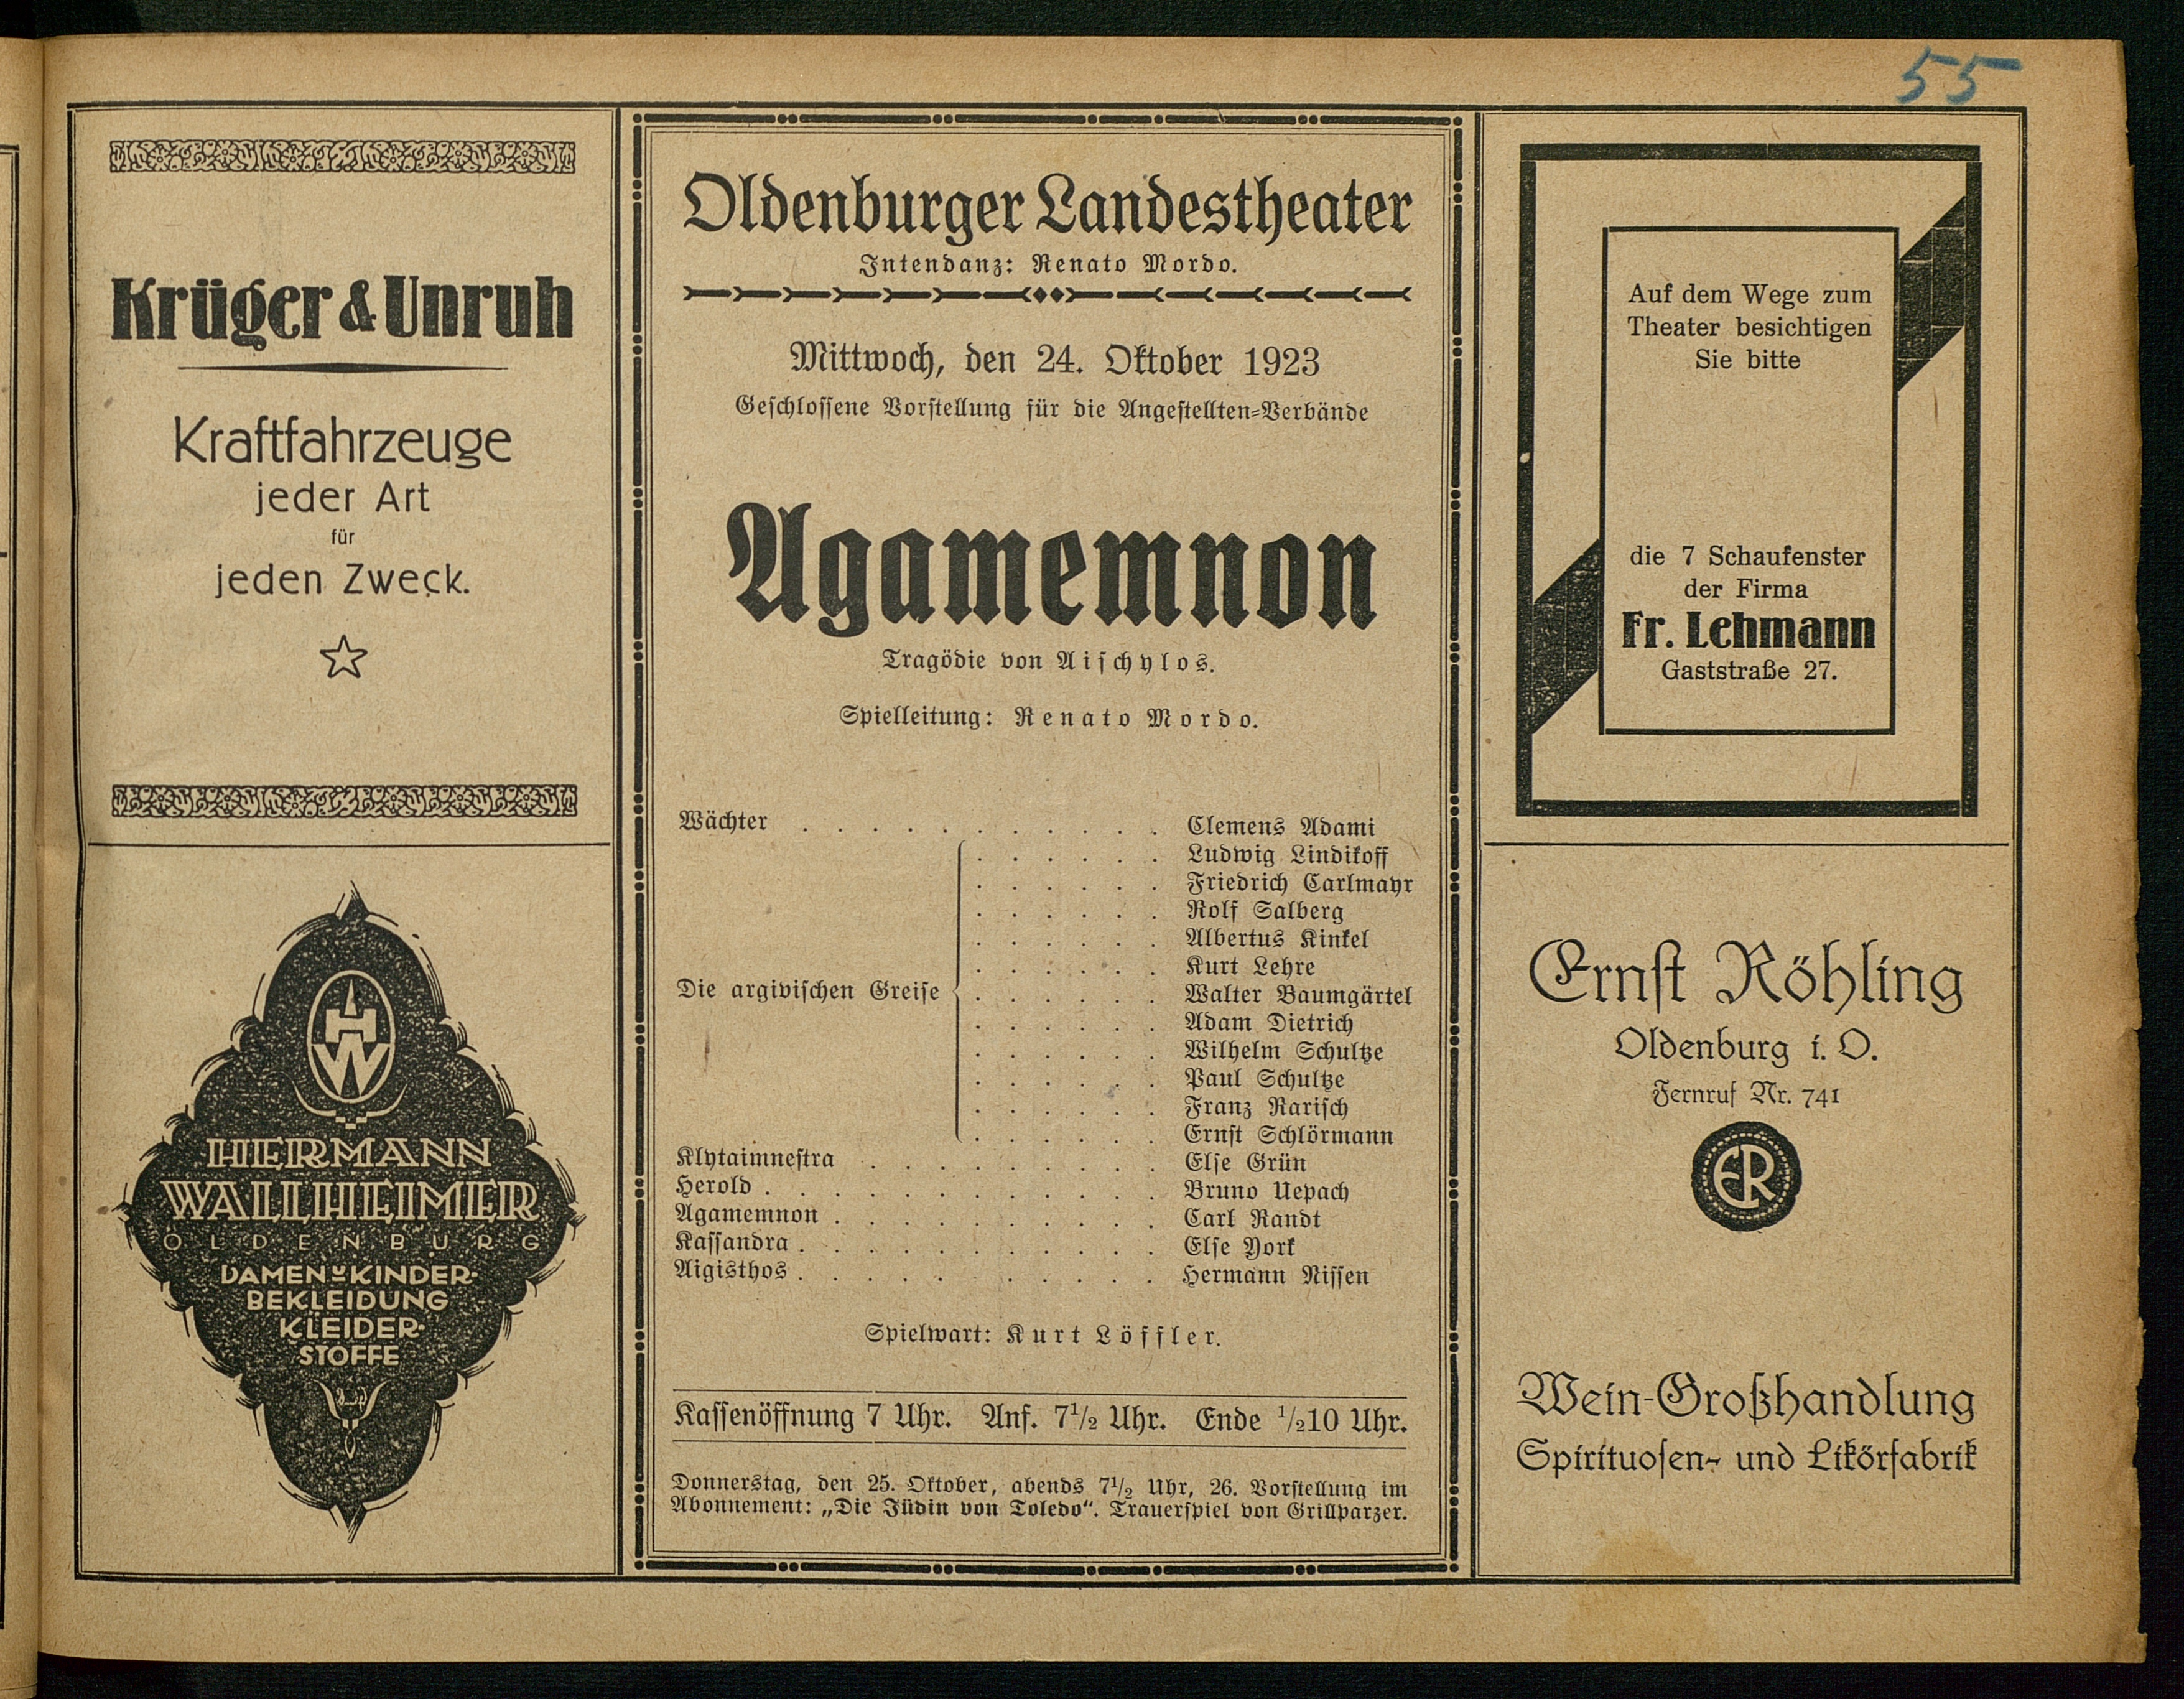 55
Krüger & Unruh
Kraftfahrzeuge
jeder Art
für
jeden Zweck.
HW
HERMANN
WALLHEIMER
OLDENBURG
DAMEN U KINDER-
BEKLEIDUNG
KLEIDER-
STOFFE
Oldenburger Landestheater
Intendanz: Renato Mordo.
Mittwoch, den 24. Oktober 1923
Geschlossene Vorstellung für die Angestellten-Verbände
Agamemnon
Tragödie von Aischylos.
Spielleitung: Renato Mordo.
Wächter . . . . . . . . . . . Clemens Adami
. . . . . . Ludwig Lindikoff
. . . . . . Friedrich Carlmayr
. . . . . . Rolf Salberg
. . . . . . Albertus Kinkel
. . . . . . Kurt Lehre
Die argivischen Greise . . . . . . Walter Baumgärtel
. . . . . . Adam Dietrich
. . . . . . Wilhelm Schultze
. . . . . . Paul Schultze
. . . . . . Franz Rarisch
. . . . . . Ernst Schlörmann
Klytaimnestra . . . . . . . . . Else Grün
Herold . . . . . . . . . . . . Bruno Uepach
Agamemnon . . . . . . . . . . Carl Randt
Kassandra . . . . . . . . . . . Else York
Aigisthos . . . . . . . . . . . Hermann Nissen
Spielwart: Kurt Löffler.
Kassenöffnung 7 Uhr. Anf. 7½ Uhr. Ende ½10 Uhr.
Donnerstag, den 25. Oktober, abends 7½ Uhr, 26. Vorstellung im
Abonnement: „Die Jüdin von Toledo“. Trauerspiel von Grillparzer.
Auf dem Wege zum
Theater besichtigen
Sie bitte
die 7 Schaufenster
der Firma
Fr. Lehmann
Gaststraße 27.
Ernst Röhling
Oldenburg i. O.
Fernruf Nr. 741
ER
Wein-Großhandlung
Spirituosen- und Likörfabrik